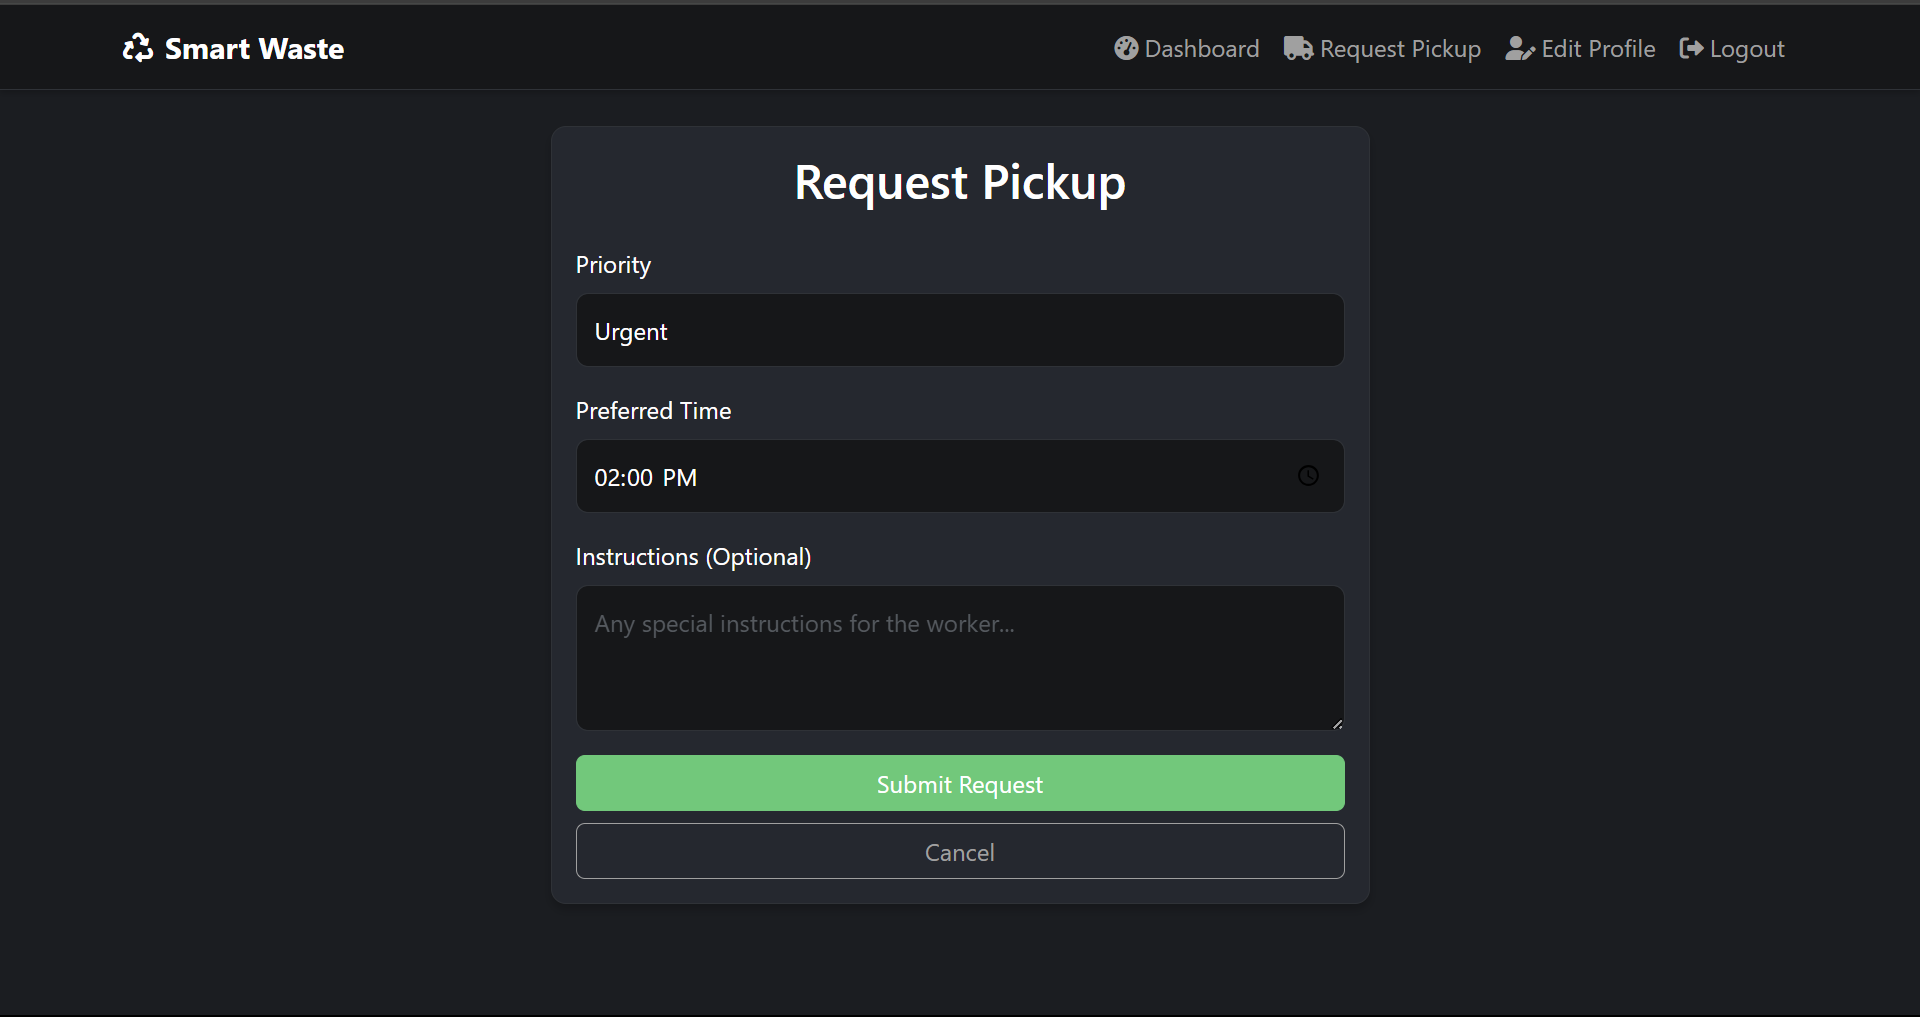 Smart Waste
Dashboard Request Pickup Edit Profile Logout
Request Pickup
Priority
Urgent
Preferred Time
02:00 PM
Instructions (Optional)
Any special instructions for the worker...
Submit Request
Cancel